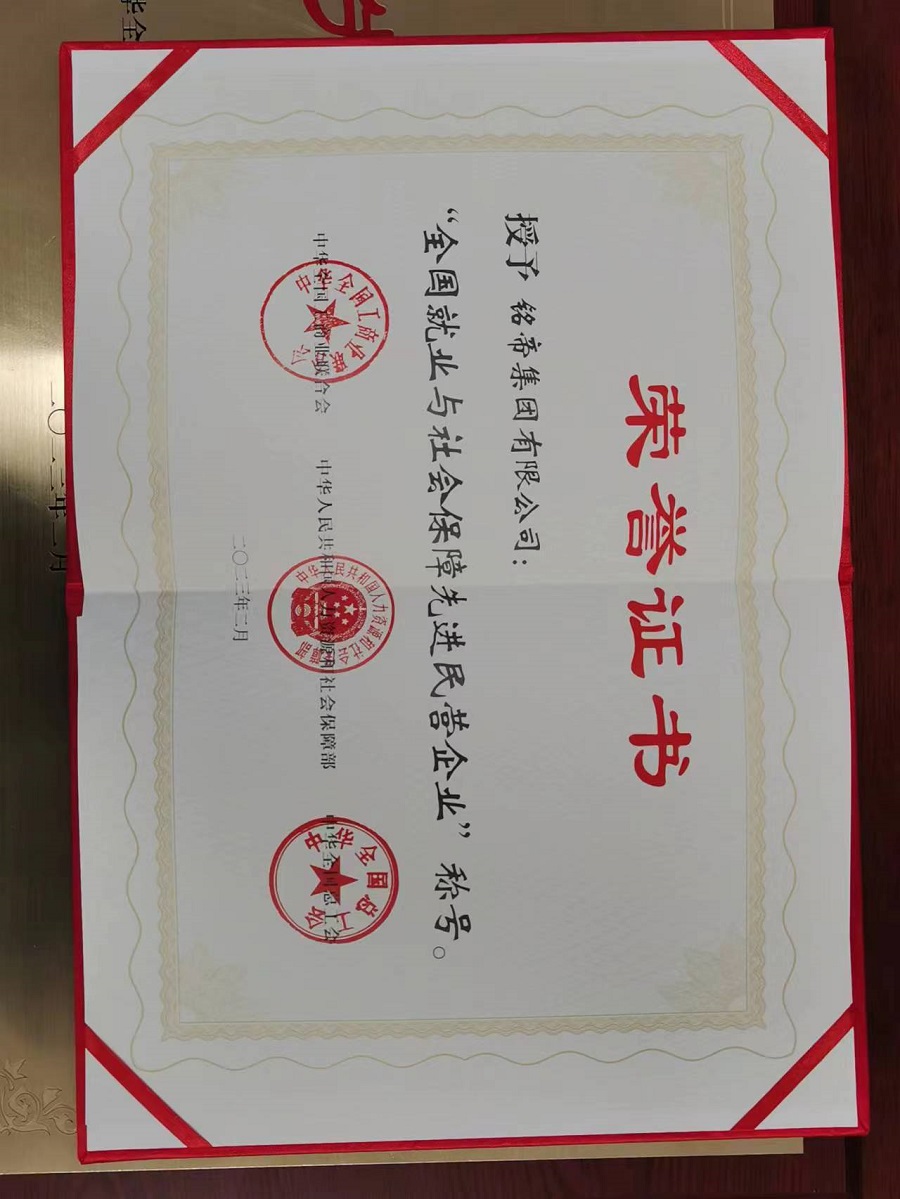 荣誉证书
授予 铭帝集团有限公司：
“全国就业与社会保障先进民营企业”称号。
中华全国工商业联合会 中华人民共和国人力资源和社会保障部 中华全国总工会
二〇二三年二月